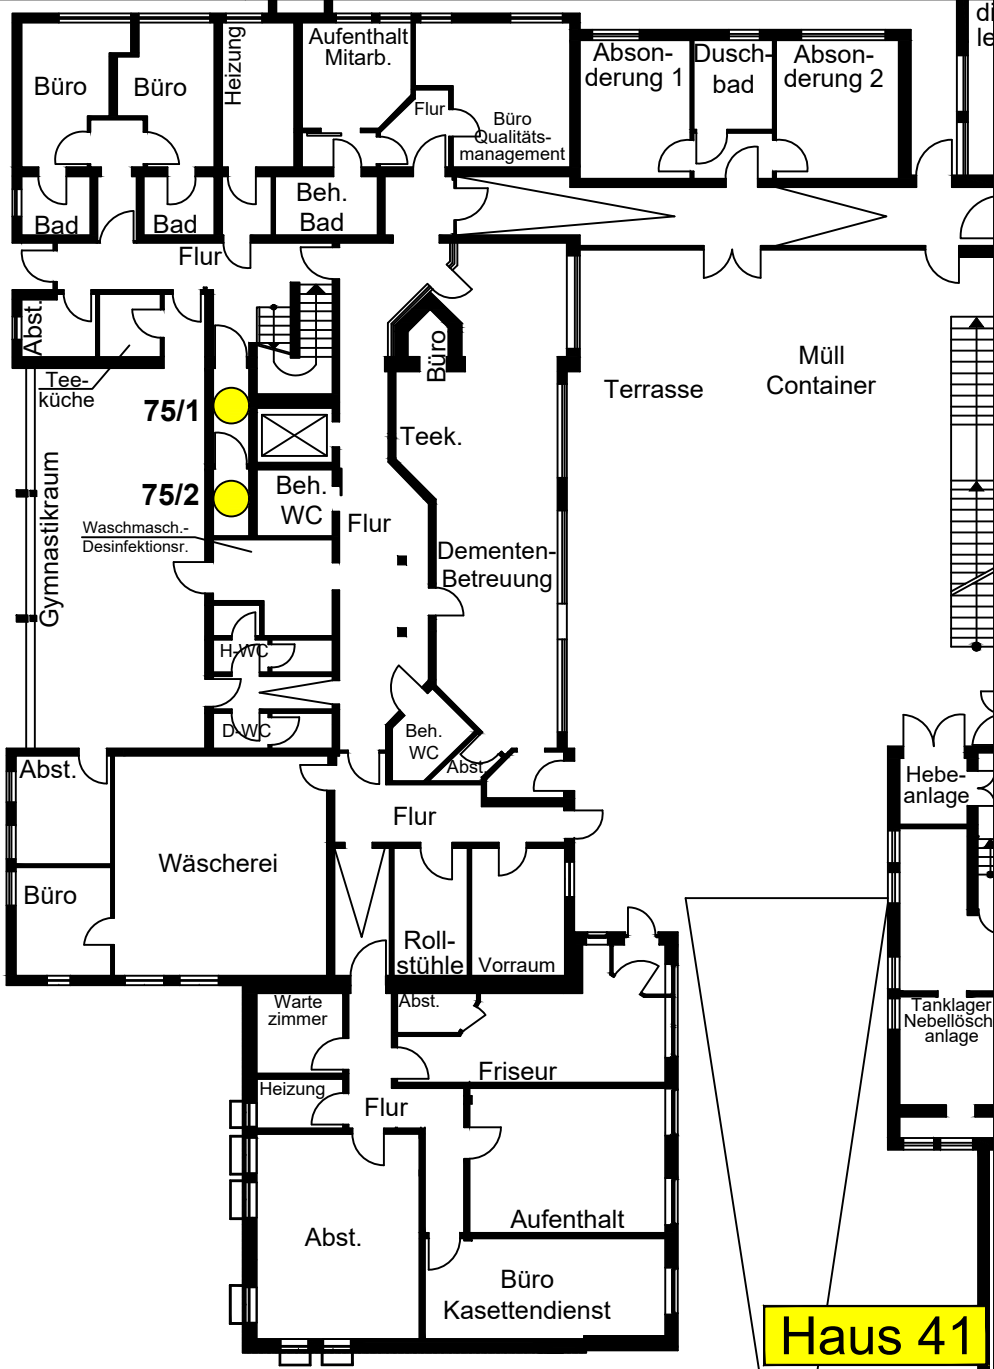 Büro
Büro
Heizung
Aufenthalt
Mitarb.
Flur
Büro
Qualitäts-
management
Abson-
derung 1
Dusch-
bad
Abson-
derung 2
Bad
Bad
Beh.
Bad
Flur
Abst.
Tee-
küche
75/1
75/2
Büro
Teek.
Terrasse
Müll
Container
Gymnastikraum
Beh.
WC
Flur
Waschmasch.-
Desinfektionsr.
Dementen-
Betreuung
H-WC
D-WC
Beh.
WC
Abst.
Abst.
Hebe-
anlage
Flur
Wäscherei
Büro
Roll-
stühle
Vorraum
Warte
zimmer
Abst.
Tanklager
Nebellösch
anlage
Friseur
Heizung
Flur
Aufenthalt
Abst.
Büro
Kasettendienst
Haus 41